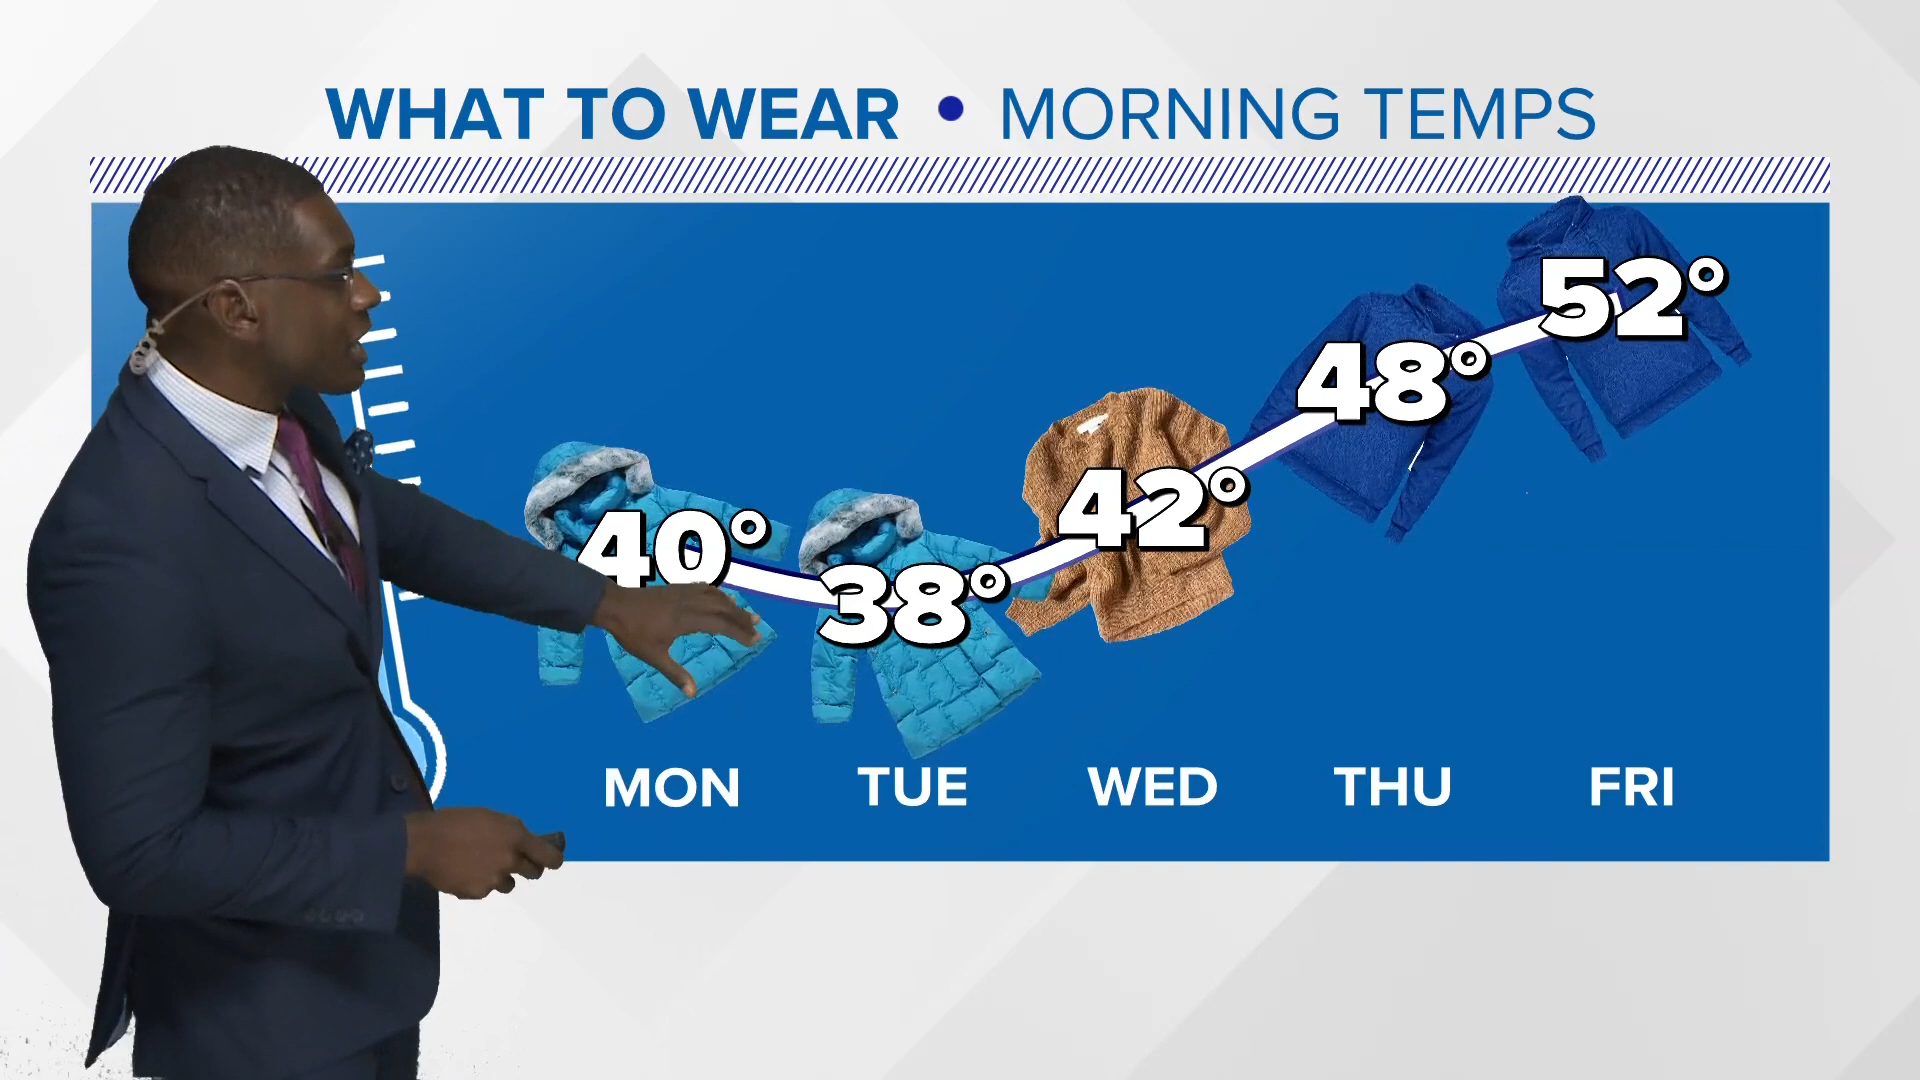 WHAT TO WEAR • MORNING TEMPS
40°
38°
42°
48°
52°
MON TUE WED THU FRI